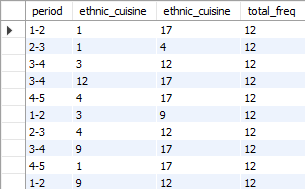 period ethnic_cuisine ethnic_cuisine total_freq
1-2 1 17 12
2-3 1 4 12
3-4 3 12 12
3-4 12 17 12
4-5 4 17 12
1-2 3 9 12
2-3 4 12 12
3-4 9 17 12
4-5 1 17 12
1-2 9 12 12